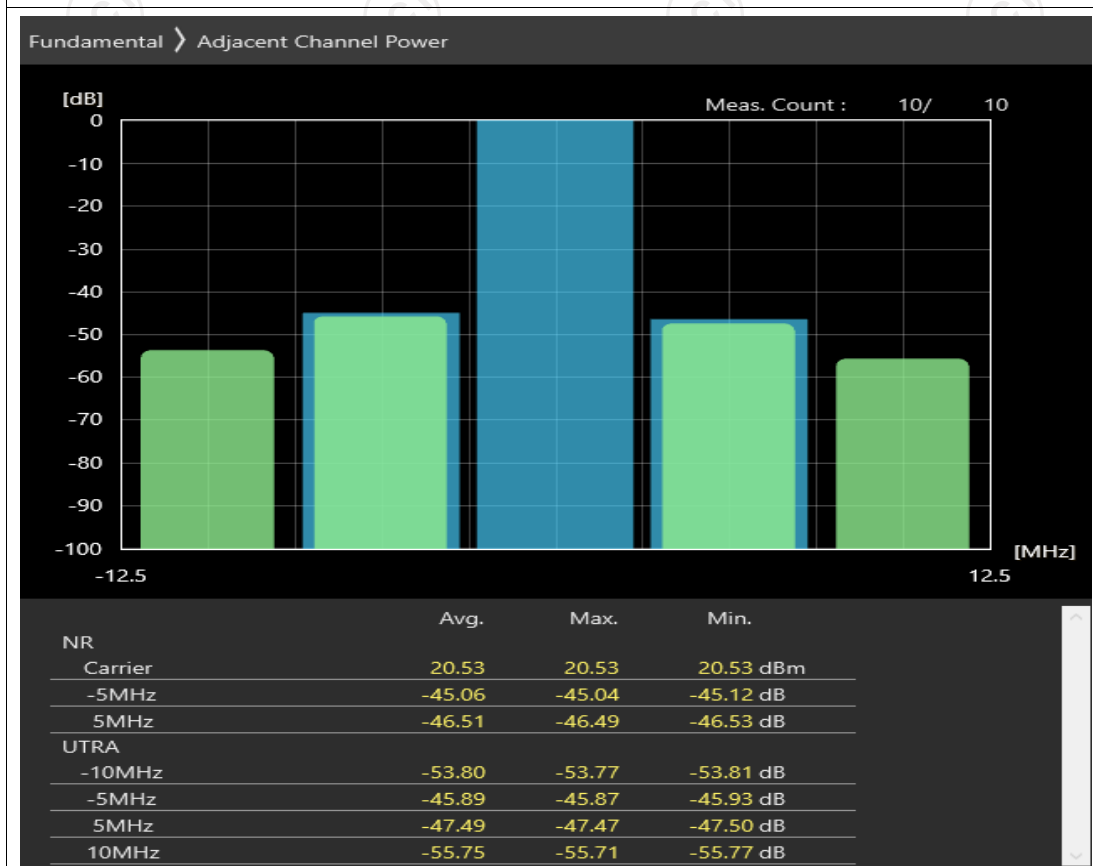 Fundamental 〉 Adjacent Channel Power
[dB]
Meas. Count : 10/ 10
0
-10
-20
-30
-40
-50
-60
-70
-80
-90
-100
[MHz]
-12.5 12.5
Avg. Max. Min.
NR
Carrier 20.53 20.53 20.53 dBm
-5MHz -45.06 -45.04 -45.12 dB
5MHz -46.51 -46.49 -46.53 dB
UTRA
-10MHz -53.80 -53.77 -53.81 dB
-5MHz -45.89 -45.87 -45.93 dB
5MHz -47.49 -47.47 -47.50 dB
10MHz -55.75 -55.71 -55.77 dB